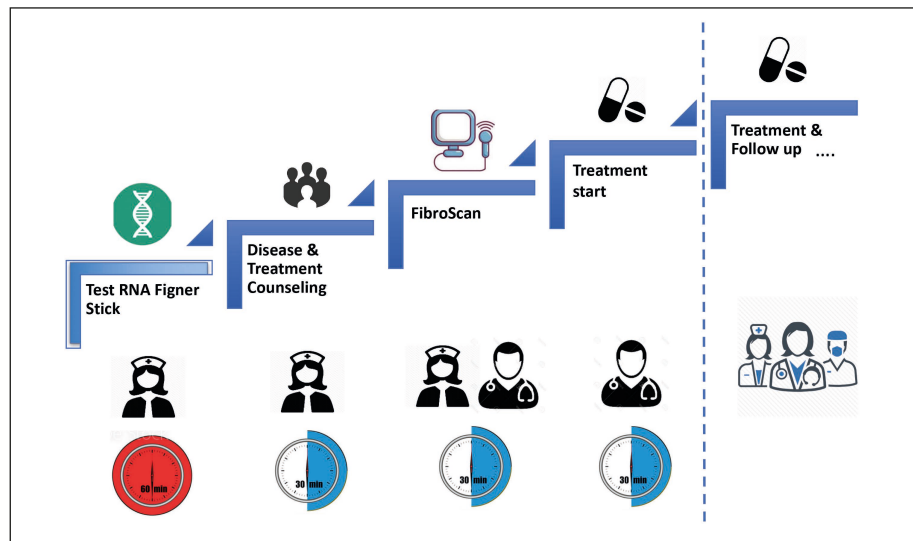 Test RNA Figner
Stick
Disease &
Treatment
Counseling
FibroScan
Treatment
start
Treatment &
Follow up ....
60 min
30 min
30 min
30 min